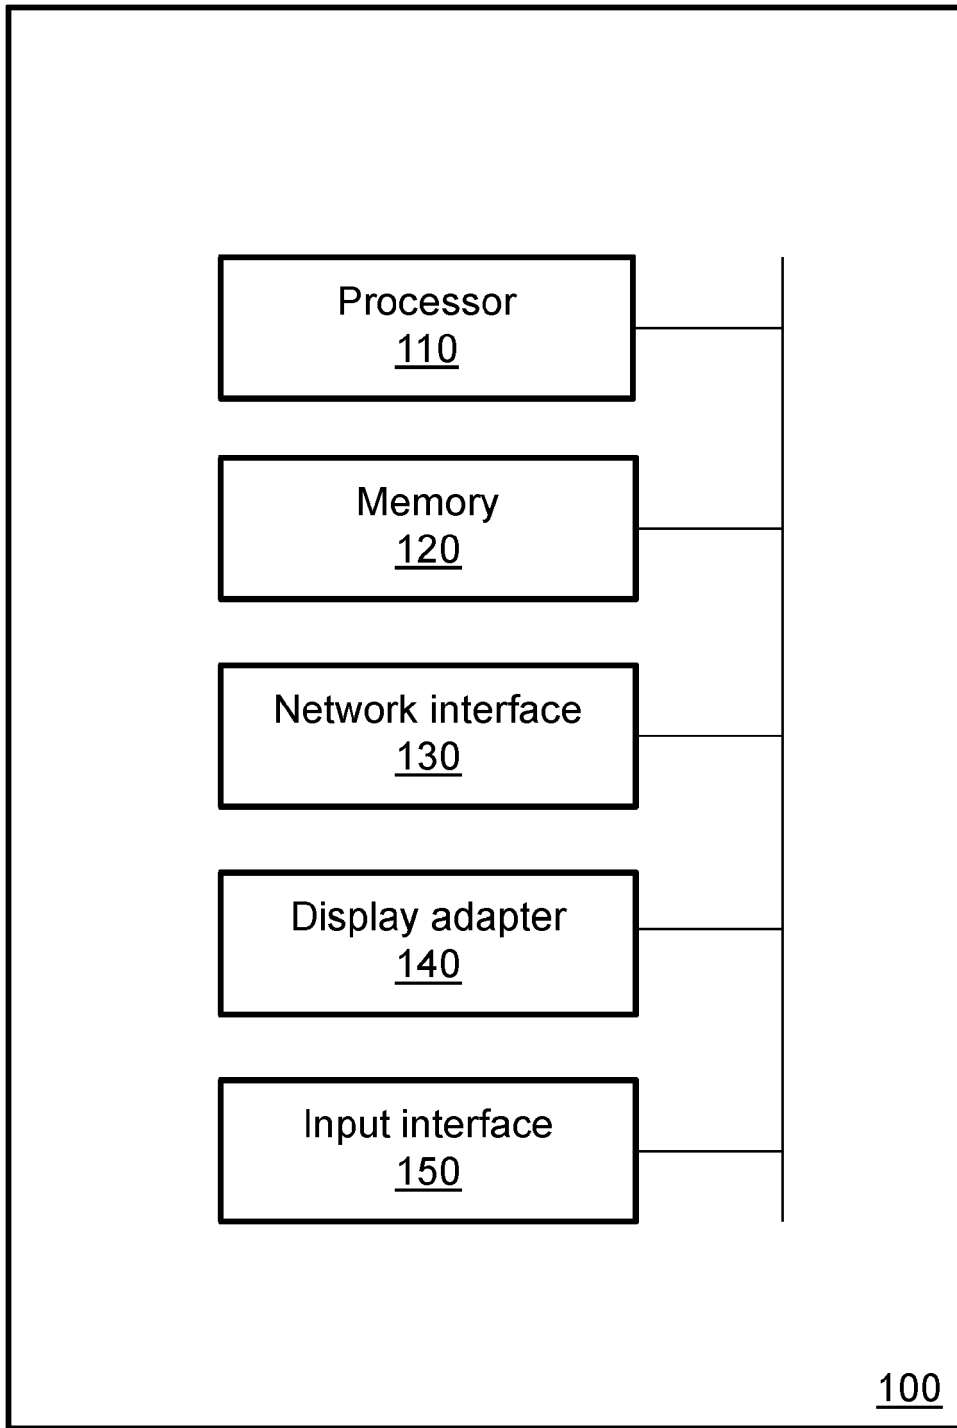 Processor
110
Memory
120
Network interface
130
Display adapter
140
Input interface
150
100